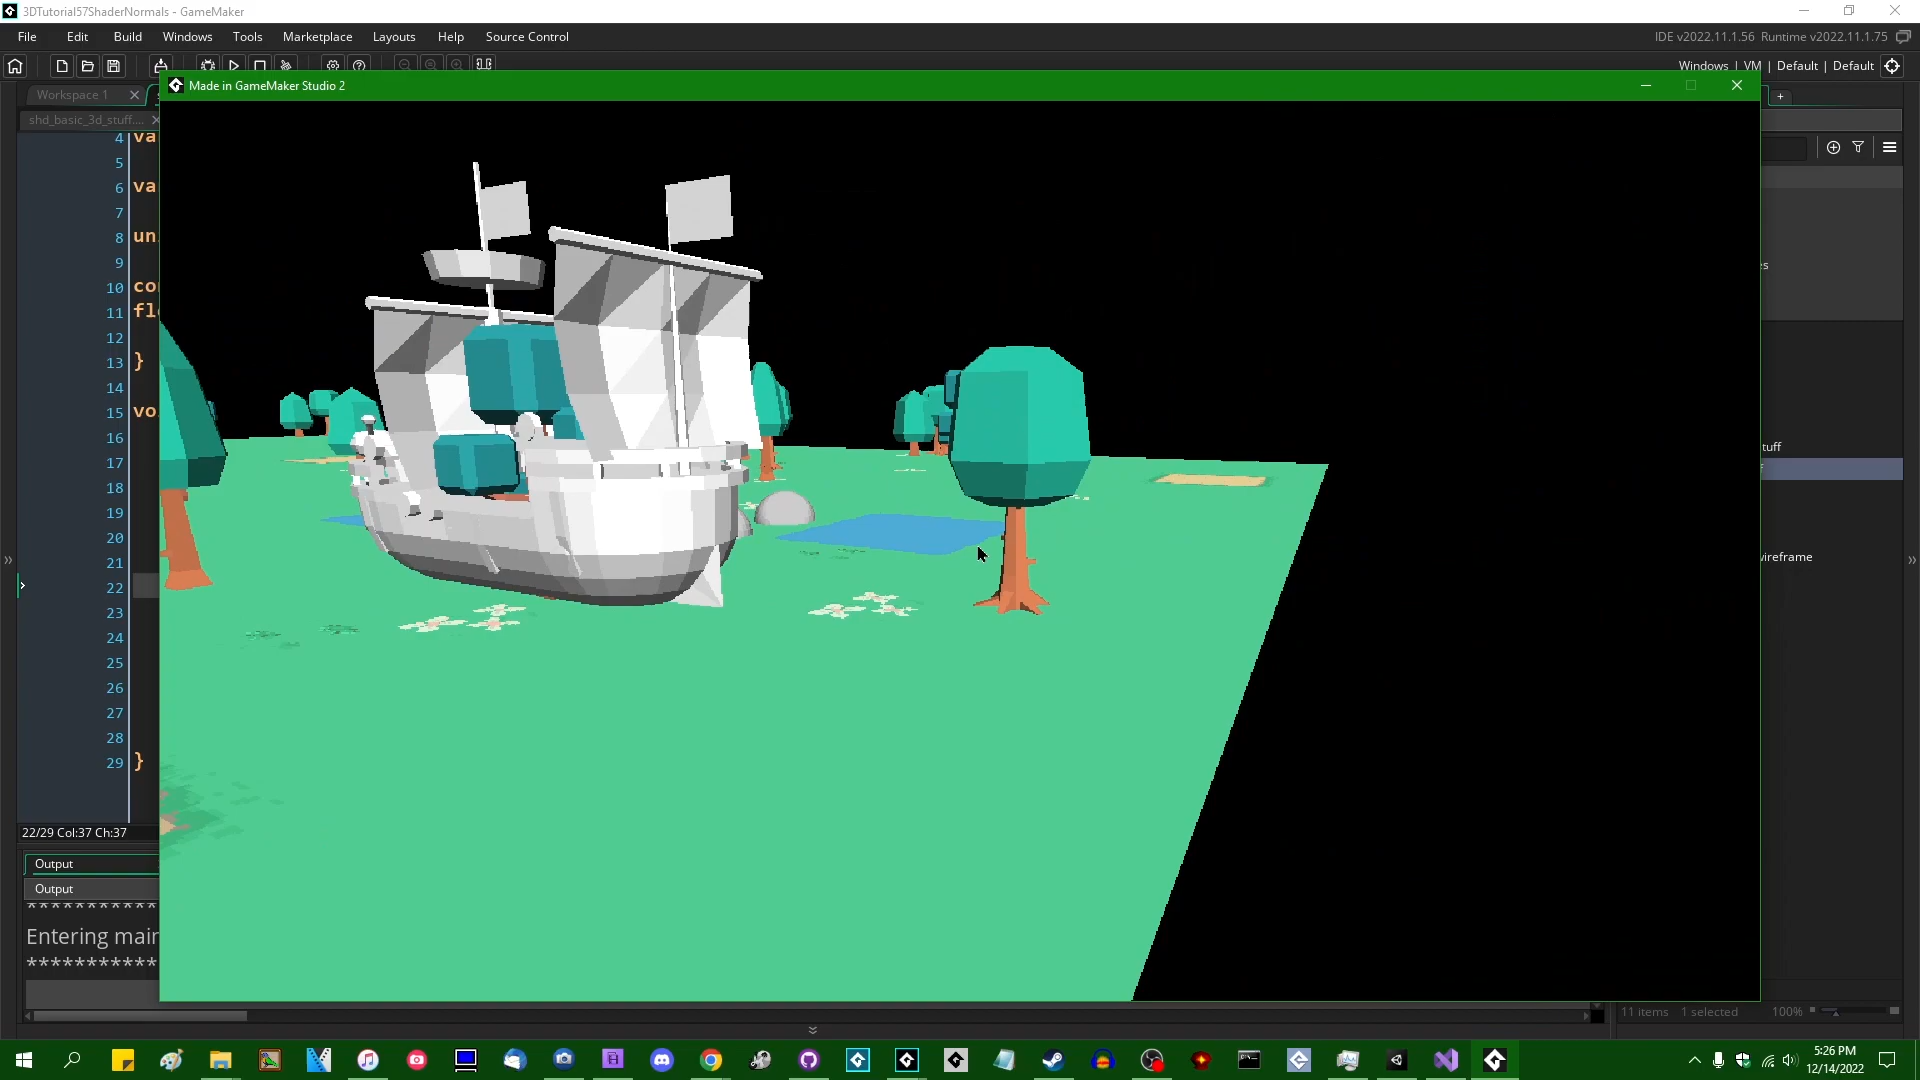 3DTutorial57ShaderNormals - GameMaker
File Edit Build Windows Tools Marketplace Layouts Help Source Control
IDE v2022.11.1.56 Runtime v2022.11.1.75
Windows | VM | Default | Default
Workspace 1
Made in GameMaker Studio 2
shd_basic_3d_stuff....
4 va
5
6 va
7
8 un
9
10 co
11 fl
12
13 }
14
15 vo
16
17
18
19
20
21
22
23
24
25
26
27
28
29 }
es
tuff
wireframe
22/29 Col:37 Ch:37
Output
Output
***********
Entering mair
***********
11 items 1 selected 100%
5:26 PM
12/14/2022